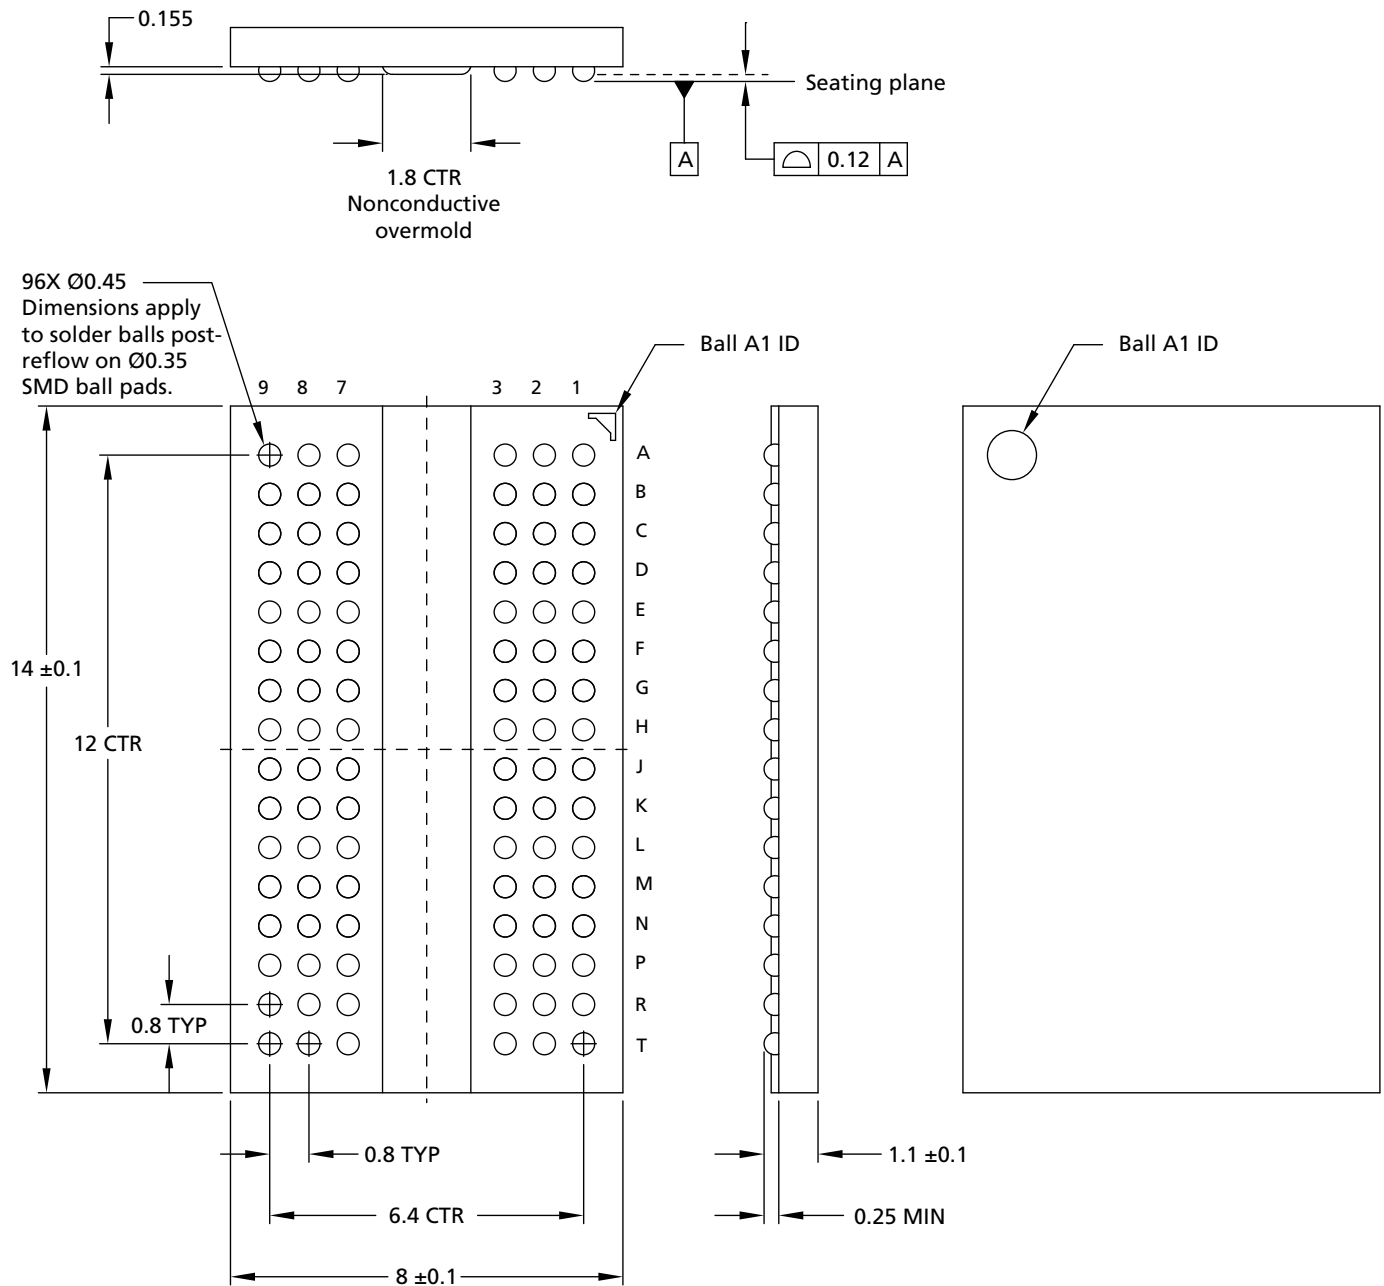 0.155
Seating plane
A
0.12 A
1.8 CTR
Nonconductive
overmold
96X Ø0.45
Dimensions apply
to solder balls post-
reflow on Ø0.35
SMD ball pads.
Ball A1 ID
Ball A1 ID
9 8 7 3 2 1
A
B
C
D
E
F
G
H
J
K
L
M
N
P
R
T
14 ±0.1
12 CTR
0.8 TYP
0.8 TYP
1.1 ±0.1
6.4 CTR
0.25 MIN
8 ±0.1